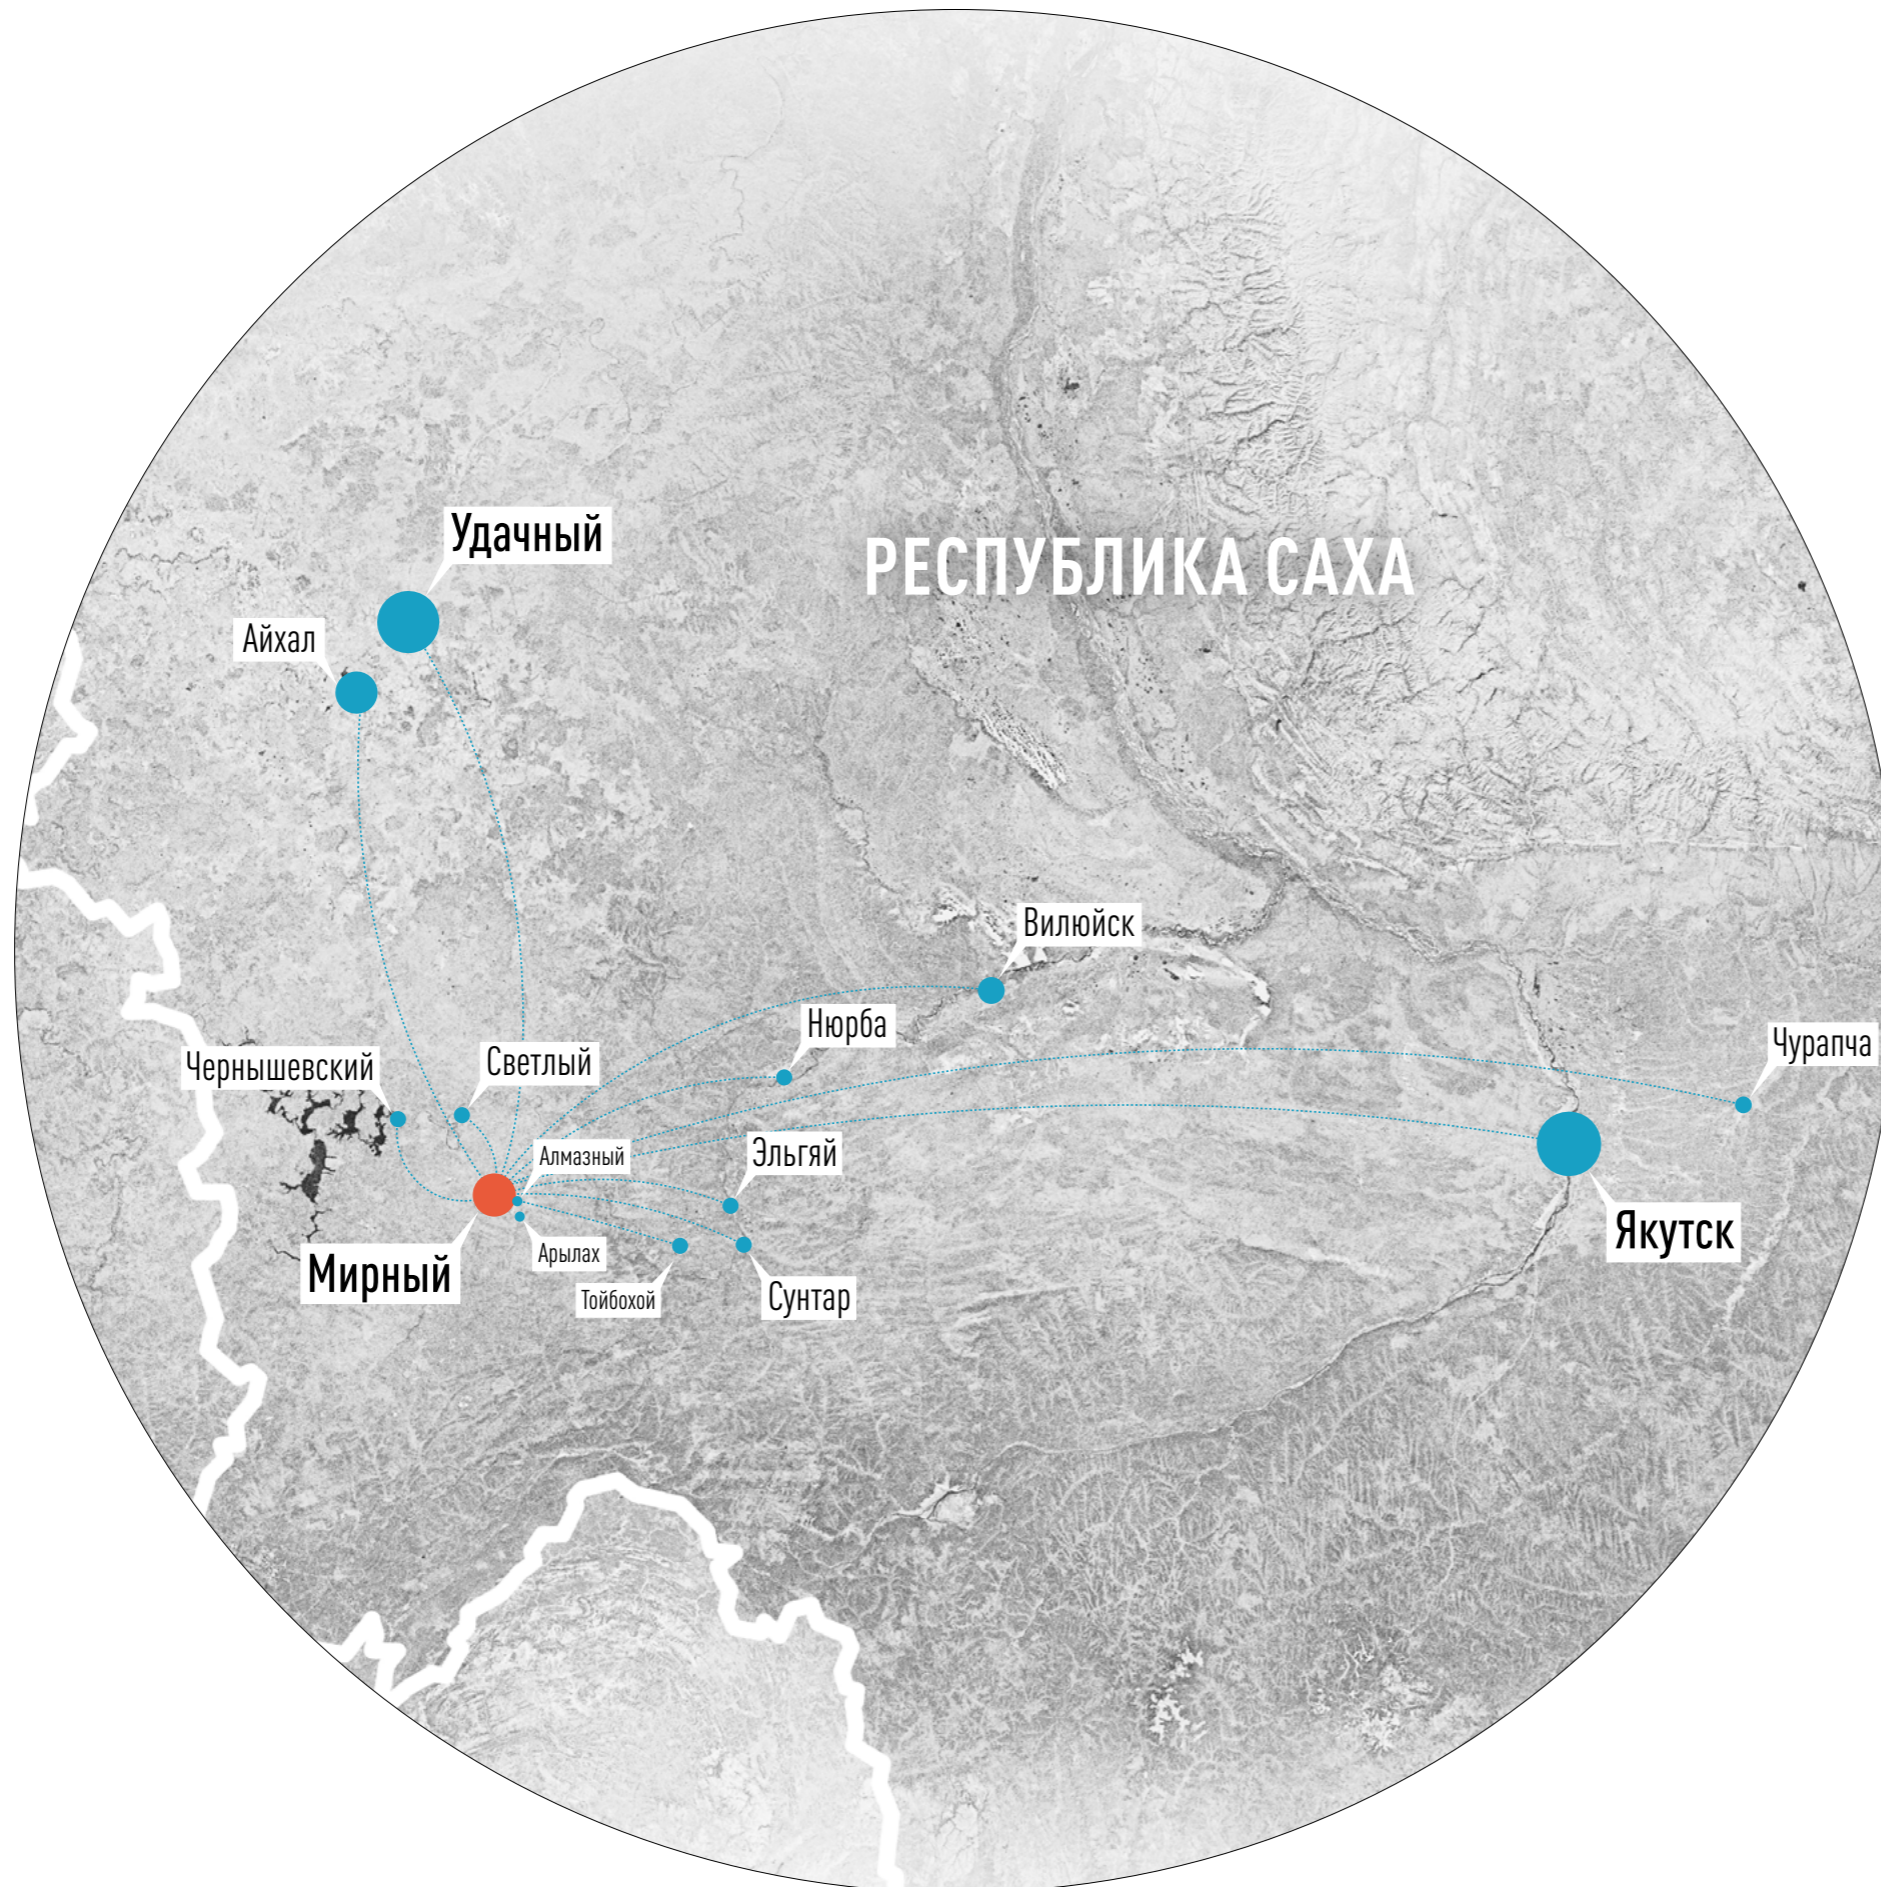 Удачный
РЕСПУБЛИКА САХА
Айхал
Вилюйск
Нюрба
Чурапча
Чернышевский
Светлый
Алмазный
Эльгяй
Якутск
Арылах
Мирный
Тойбохой
Сунтар